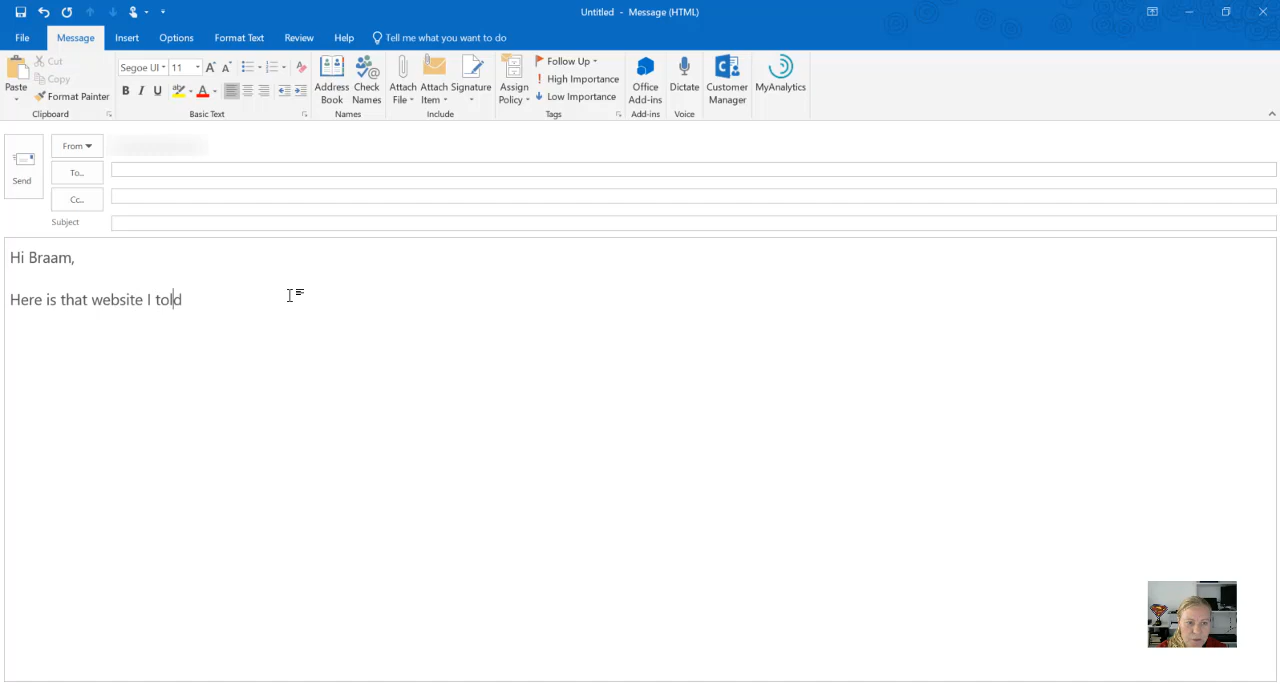 Untitled - Message (HTML)
File Message Insert Options Format Text Review Help Tell me what you want to do
Paste
Cut
Copy
Format Painter
Clipboard
Segoe UI 11
B I U
Basic Text
Address Book
Check Names
Names
Attach File
Attach Item
Signature
Include
Assign Policy
Follow Up
High Importance
Low Importance
Tags
Office Add-ins
Add-ins
Dictate
Voice
Customer Manager
MyAnalytics
Send
From
To...
Cc...
Subject
Hi Braam,
Here is that website I told